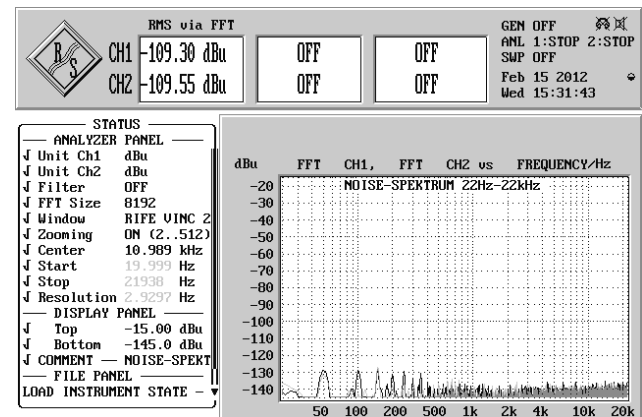 RMS via FFT
R/S
CH1 -109.30 dBu
CH2 -109.55 dBu
OFF
OFF
OFF
OFF
GEN OFF
ANL 1:STOP 2:STOP
SWP OFF
Feb 15 2012
Wed 15:31:43
STATUS
ANALYZER PANEL
Unit Ch1 dBu
Unit Ch2 dBu
Filter OFF
FFT Size 8192
Window RIFE VINC 2
Zooming ON (2..512)
Center 10.989 kHz
Start 19.999 Hz
Stop 21938 Hz
Resolution 2.9297 Hz
DISPLAY PANEL
Top -15.00 dBu
Bottom -145.0 dBu
COMMENT — NOISE-SPEKT
FILE PANEL
LOAD INSTRUMENT STATE -
dBu FFT CH1, FFT CH2 vs FREQUENCY/Hz
NOISE-SPEKTRUM 22Hz-22kHz
-20
-30
-40
-50
-60
-70
-80
-90
-100
-110
-120
-130
-140
50 100 200 500 1k 2k 4k 10k 20k